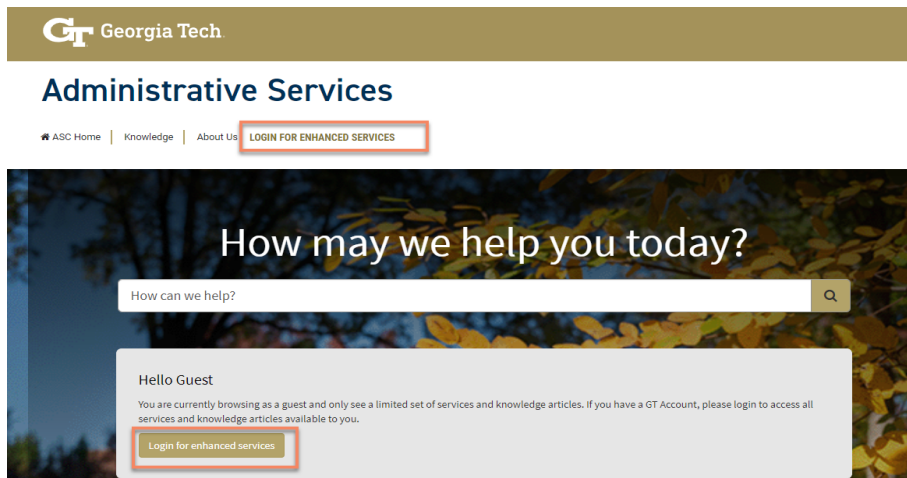 GT Georgia Tech
Administrative Services
ASC Home | Knowledge | About Us LOGIN FOR ENHANCED SERVICES
How may we help you today?
How can we help?
Hello Guest
You are currently browsing as a guest and only see a limited set of services and knowledge articles. If you have a GT Account, please login to access all
services and knowledge articles available to you.
Login for enhanced services